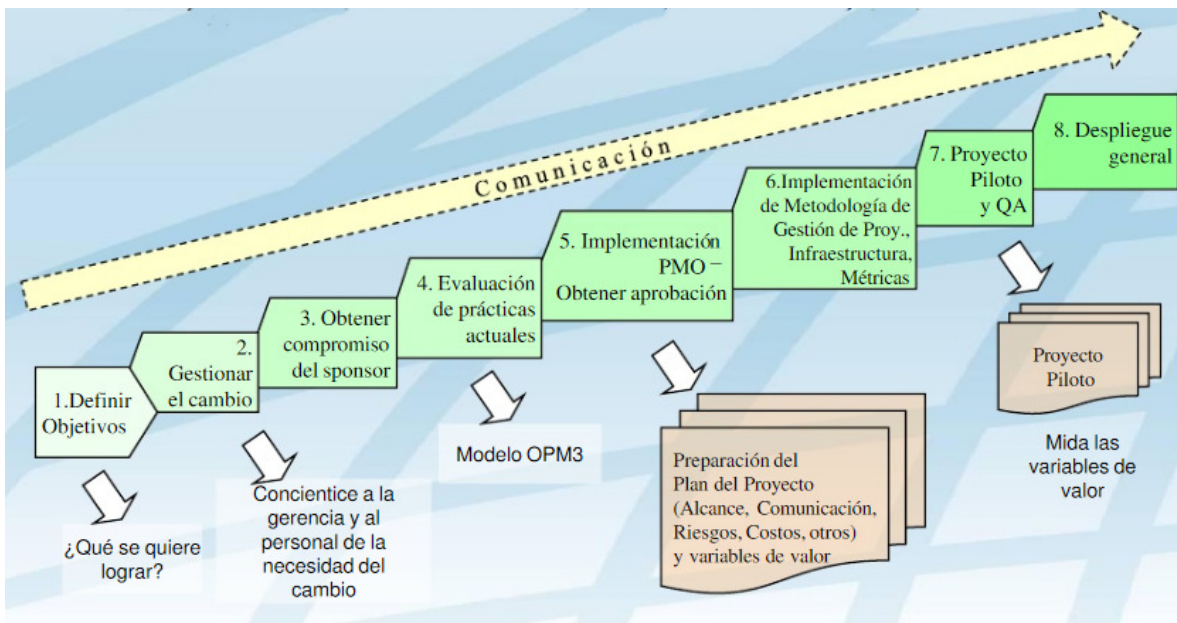 Comunicación
1.Definir
Objetivos
2.
Gestionar
el cambio
3. Obtener
compromiso
del sponsor
4. Evaluación
de prácticas
actuales
5. Implementación
PMO –
Obtener aprobación
6.Implementación
de Metodología de
Gestión de Proy.,
Infraestructura,
Métricas
7. Proyecto
Piloto
y QA
8. Despliegue
general
¿Qué se quiere
lograr?
Concientice a la
gerencia y al
personal de la
necesidad del
cambio
Modelo OPM3
Preparación del
Plan del Proyecto
(Alcance, Comunicación,
Riesgos, Costos, otros)
y variables de valor
Proyecto
Piloto
Mida las
variables de
valor